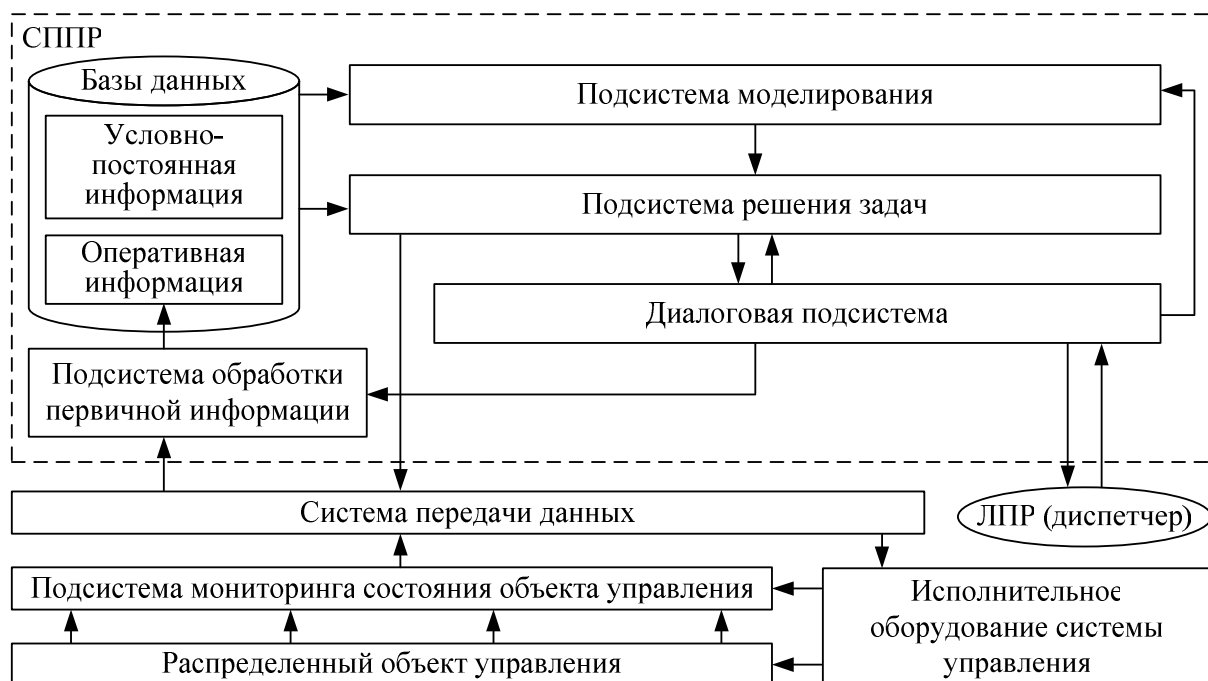 СППР
Базы данных
Условно-
постоянная
информация
Оперативная
информация
Подсистема моделирования
Подсистема решения задач
Диалоговая подсистема
Подсистема обработки
первичной информации
Система передачи данных
ЛПР (диспетчер)
Подсистема мониторинга состояния объекта управления
Исполнительное
оборудование системы
управления
Распределенный объект управления